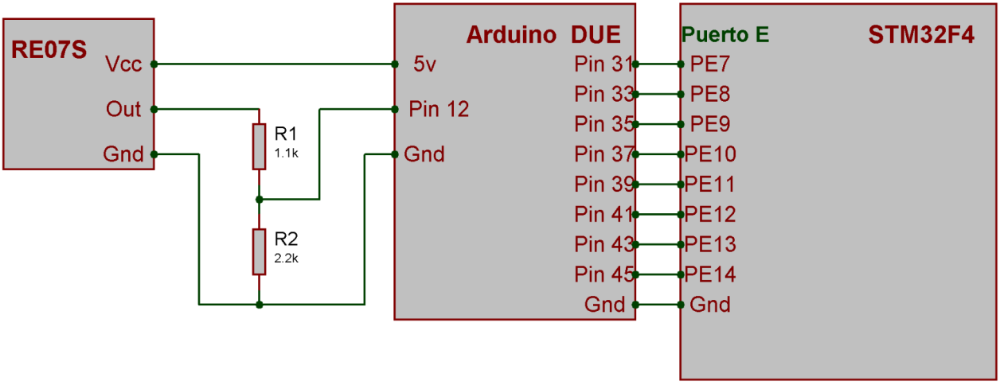 RE07S
Vcc
Out
Gnd
R1
1.1k
R2
2.2k
Arduino DUE
5v
Pin 12
Gnd
Pin 31
Pin 33
Pin 35
Pin 37
Pin 39
Pin 41
Pin 43
Pin 45
Gnd
Puerto E
STM32F4
PE7
PE8
PE9
PE10
PE11
PE12
PE13
PE14
Gnd